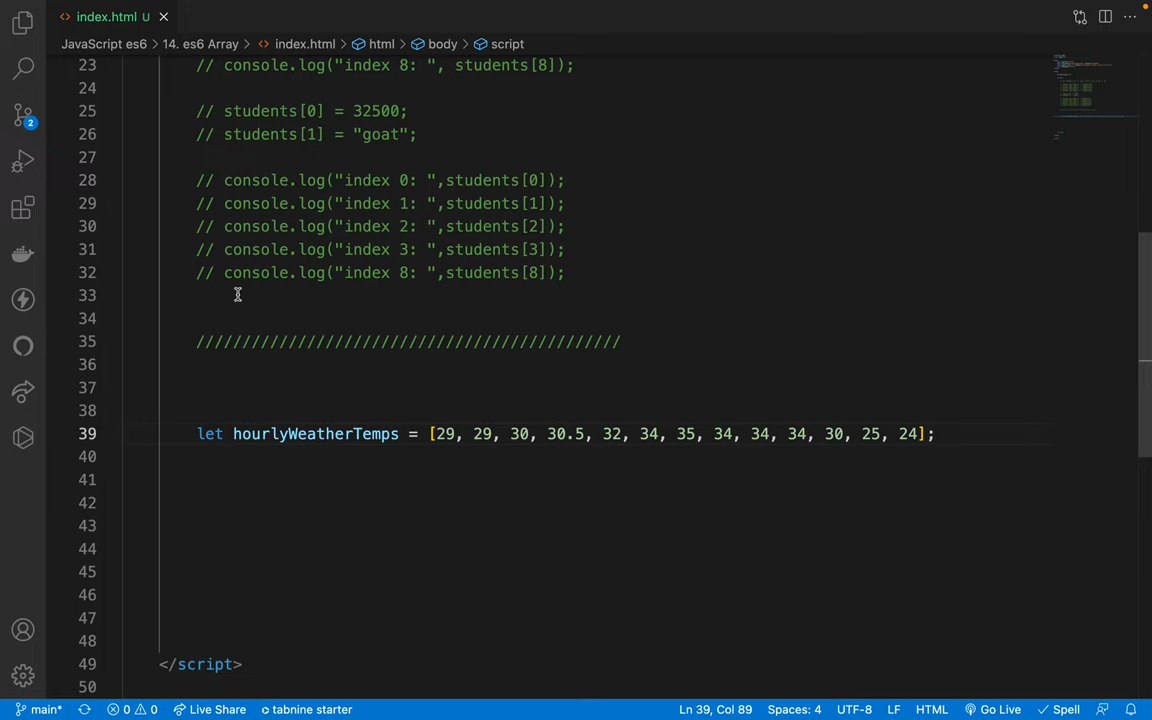 index.html U
JavaScript es6 > 14. es6 Array > index.html > html > body > script
23 // console.log("index 8: ", students[8]);
24
25 // students[0] = 32500;
26 // students[1] = "goat";
27
28 // console.log("index 0: ",students[0]);
29 // console.log("index 1: ",students[1]);
30 // console.log("index 2: ",students[2]);
31 // console.log("index 3: ",students[3]);
32 // console.log("index 8: ",students[8]);
33
34
35 //////////////////////////////////////////////
36
37
38
39 let hourlyWeatherTemps = [29, 29, 30, 30.5, 32, 34, 35, 34, 34, 34, 30, 25, 24];
40
41
42
43
44
45
46
47
48
49 </script>
50
2
main* 0 0 Live Share tabnine starter Ln 39, Col 89 Spaces: 4 UTF-8 LF HTML Go Live Spell